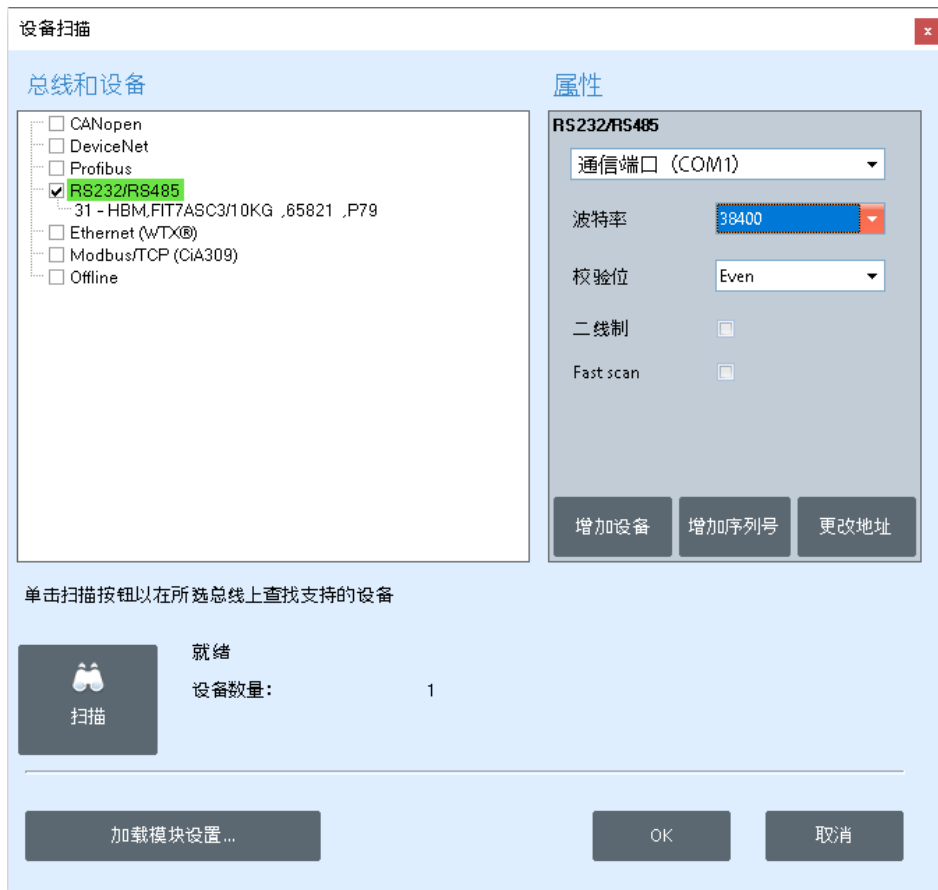 设备扫描
x
总线和设备
CANopen
DeviceNet
Profibus
RS232/RS485
31 - HBM,FIT7ASC3/10KG ,65821 ,P79
Ethernet (WTX®)
Modbus/TCP (CiA309)
Offline
属性
RS232/RS485
通信端口 (COM1)
波特率 38400
校验位 Even
二线制
Fast scan
增加设备 增加序列号 更改地址
单击扫描按钮以在所选总线上查找支持的设备
扫描
就绪
设备数量: 1
加载模块设置... OK 取消